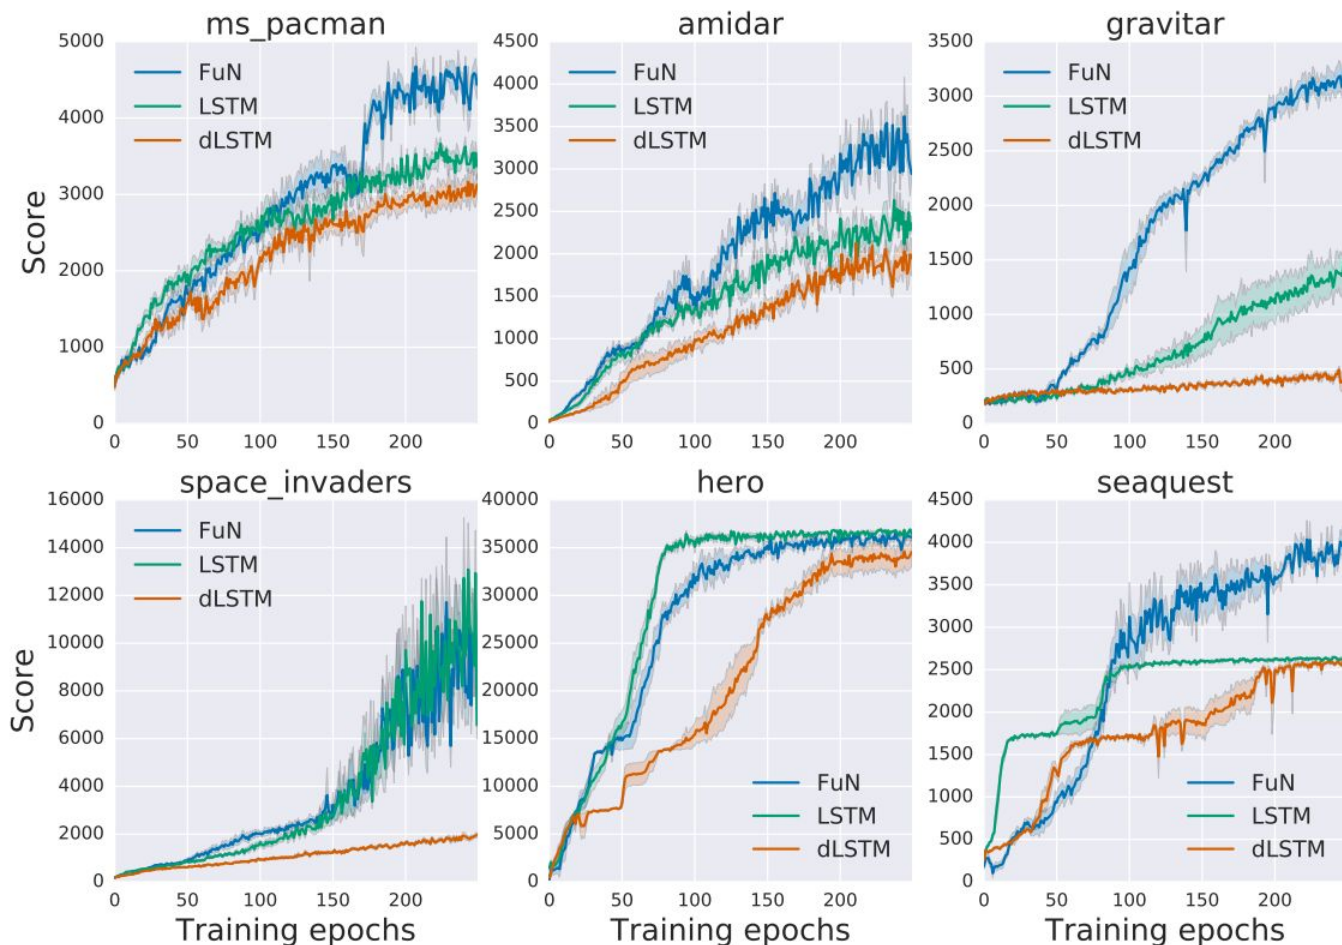 ms_pacman
amidar
gravitar
5000
4000
3000
2000
1000
0
0 50 100 150 200
Score
FuN
LSTM
dLSTM
4500
4000
3500
3000
2500
2000
1500
1000
500
0
0 50 100 150 200
FuN
LSTM
dLSTM
3500
3000
2500
2000
1500
1000
500
0
0 50 100 150 200
FuN
LSTM
dLSTM
space_invaders
hero
seaquest
16000
14000
12000
10000
8000
6000
4000
2000
0
0 50 100 150 200
Score
FuN
LSTM
dLSTM
Training epochs
40000
35000
30000
25000
20000
15000
10000
5000
0
0 50 100 150 200
FuN
LSTM
dLSTM
Training epochs
4500
4000
3500
3000
2500
2000
1500
1000
500
0
0 50 100 150 200
FuN
LSTM
dLSTM
Training epochs